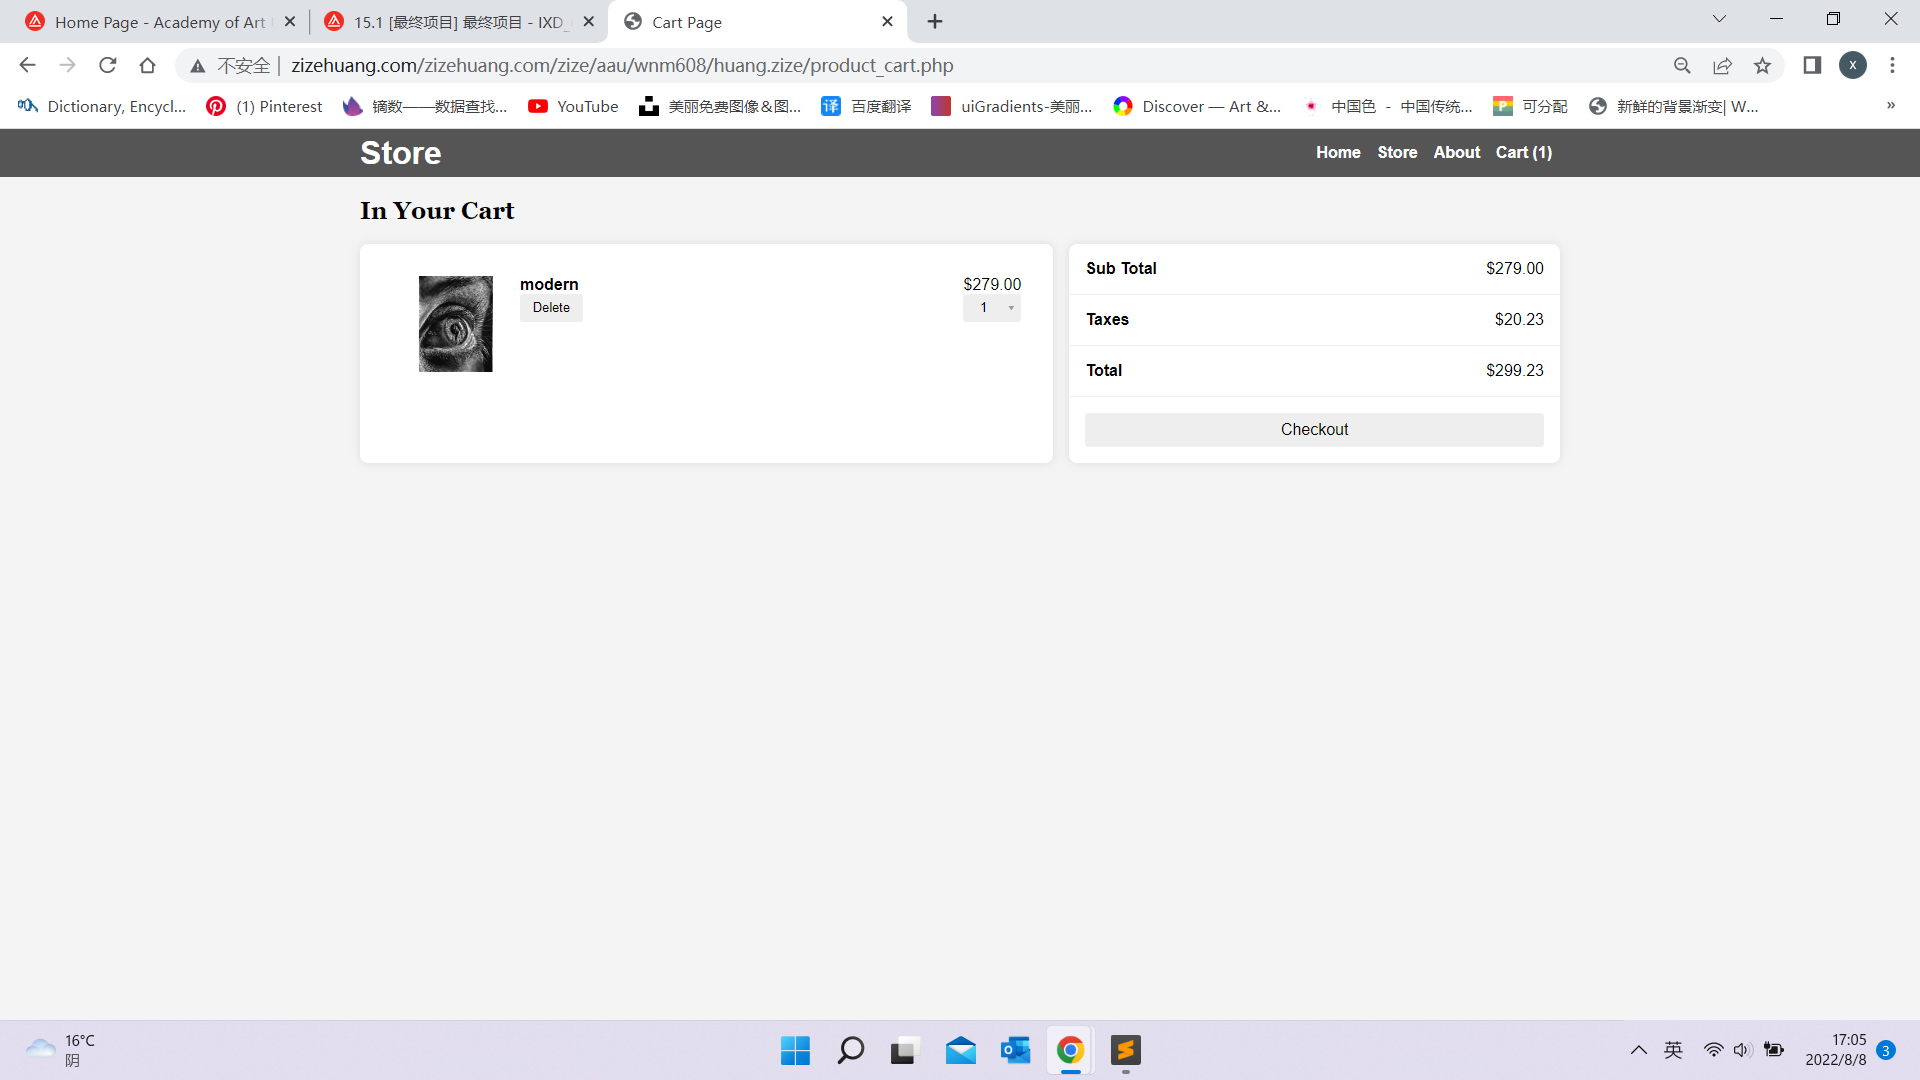 Home Page - Academy of Art
15.1 [最终项目] 最终项目 - IXD_
Cart Page
不安全
zizehuang.com/zizehuang.com/zize/aau/wnm608/huang.zize/product_cart.php
X
Dictionary, Encycl...
(1) Pinterest
镝数——数据查找...
YouTube
美丽免费图像&图...
译 百度翻译
uiGradients-美丽...
Discover — Art &...
中国色 - 中国传统...
P 可分配
新鲜的背景渐变| W...
»
Store
Home Store About Cart (1)
In Your Cart
modern
Delete
$279.00
1
Sub Total $279.00
Taxes $20.23
Total $299.23
Checkout
16°C
阴
英
17:05
2022/8/8
3